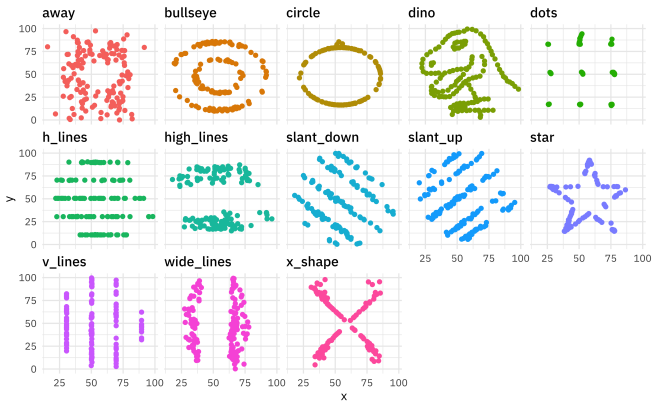 away bullseye circle dino dots
100
75
50
25
0
h_lines high_lines slant_down slant_up star
100
75
50
25
0
25 50 75 100 25 50 75 100
v_lines wide_lines x_shape
100
75
50
25
0
25 50 75 100 25 50 75 100 25 50 75 100
y
x